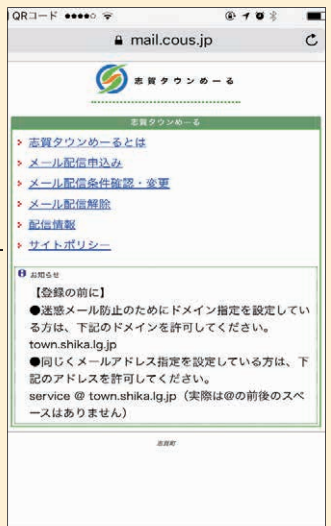 QRコード
mail.cous.jp
志賀タウンめーる
志賀タウンめーる
志賀タウンめーるとは
メール配信申込み
メール配信条件確認・変更
メール配信解除
配信情報
サイトポリシー
お知らせ
【登録の前に】
●迷惑メール防止のためにドメイン指定を設定してい
る方は、下記のドメインを許可してください。
town.shika.lg.jp
●同じくメールアドレス指定を設定している方は、下
記のアドレスを許可してください。
service @ town.shika.lg.jp（実際は@の前後のスペ
ースはありません）
志賀町